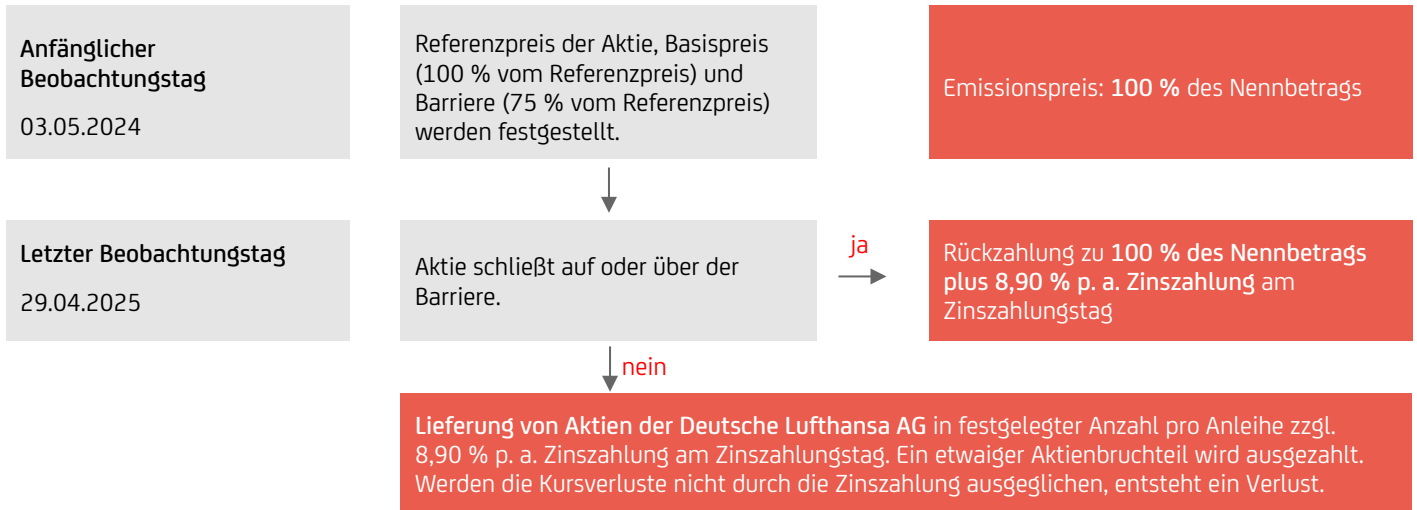 Anfänglicher
Beobachtungstag
03.05.2024
Referenzpreis der Aktie, Basispreis
(100 % vom Referenzpreis) und
Barriere (75 % vom Referenzpreis)
werden festgestellt.
Emissionspreis: 100 % des Nennbetrags
Letzter Beobachtungstag
29.04.2025
Aktie schließt auf oder über der
Barriere.
ja
Rückzahlung zu 100 % des Nennbetrags
plus 8,90 % p. a. Zinszahlung am
Zinszahlungstag
nein
Lieferung von Aktien der Deutsche Lufthansa AG in festgelegter Anzahl pro Anleihe zzgl.
8,90 % p. a. Zinszahlung am Zinszahlungstag. Ein etwaiger Aktienbruchteil wird ausgezahlt.
Werden die Kursverluste nicht durch die Zinszahlung ausgeglichen, entsteht ein Verlust.